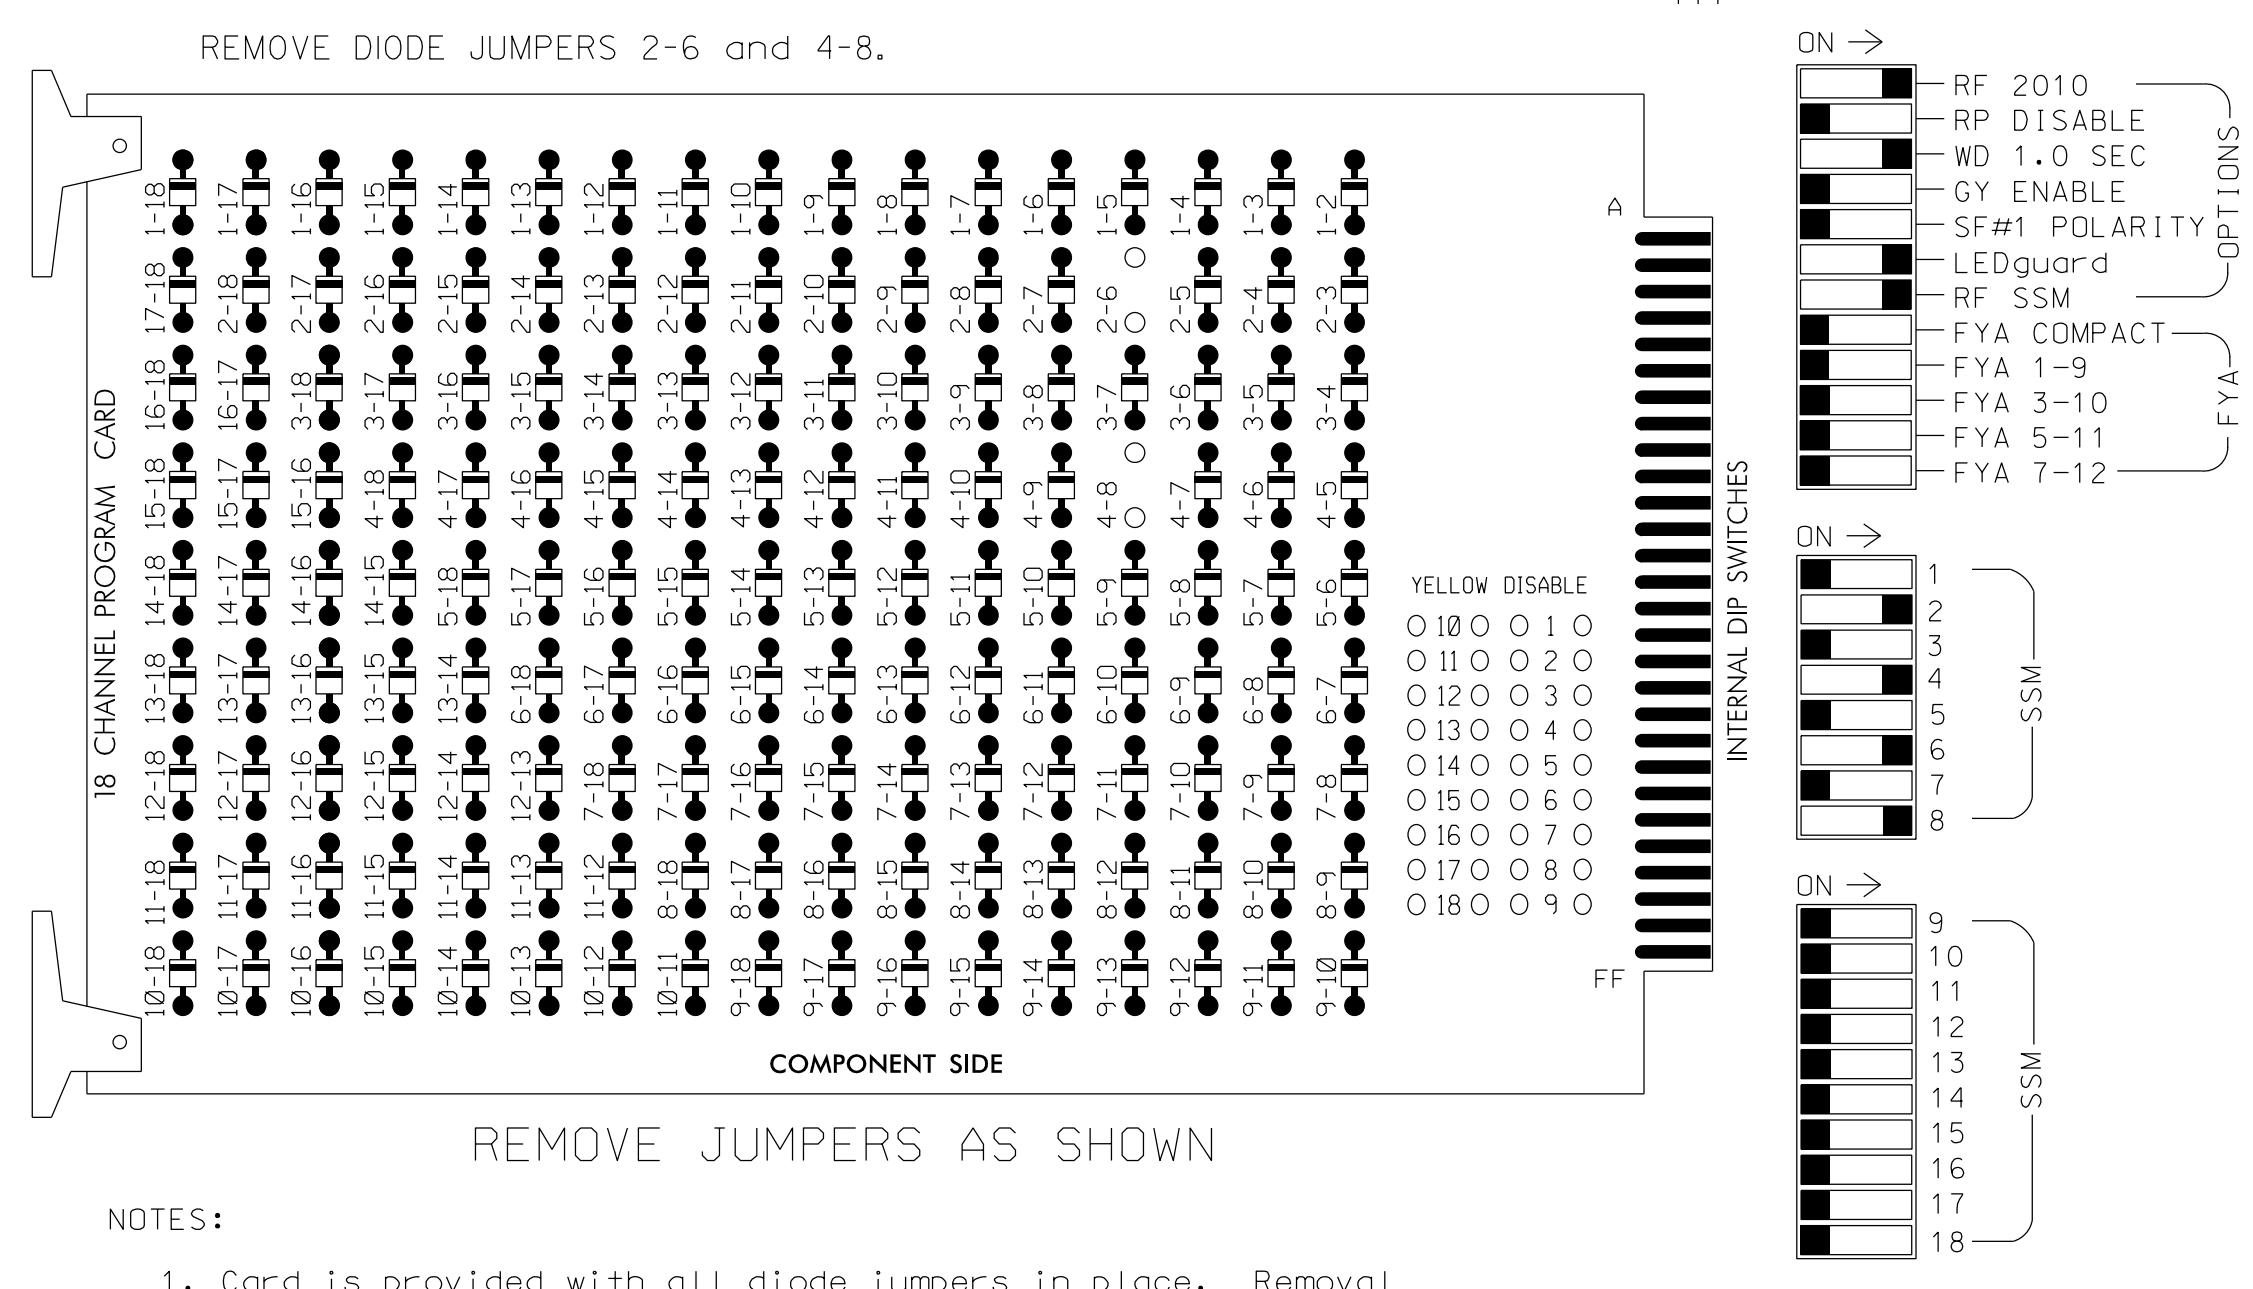 REMOVE DIODE JUMPERS 2-6 and 4-8.
18 CHANNEL PROGRAM CARD
1-18 1-17 1-16 1-15 1-14 1-13 1-12 1-11 1-10 1-9 1-8 1-7 1-6 1-5 1-4 1-3 1-2
17-18 2-18 2-17 2-16 2-15 2-14 2-13 2-12 2-11 2-10 2-9 2-8 2-7 2-6 2-5 2-4 2-3
16-18 16-17 3-18 3-17 3-16 3-15 3-14 3-13 3-12 3-11 3-10 3-9 3-8 3-7 3-6 3-5 3-4
15-18 15-17 15-16 4-18 4-17 4-16 4-15 4-14 4-13 4-12 4-11 4-10 4-9 4-8 4-7 4-6 4-5
14-18 14-17 14-16 14-15 5-18 5-17 5-16 5-15 5-14 5-13 5-12 5-11 5-10 5-9 5-8 5-7 5-6
13-18 13-17 13-16 13-15 13-14 6-18 6-17 6-16 6-15 6-14 6-13 6-12 6-11 6-10 6-9 6-8 6-7
12-18 12-17 12-16 12-15 12-14 12-13 7-18 7-17 7-16 7-15 7-14 7-13 7-12 7-11 7-10 7-9 7-8
11-18 11-17 11-16 11-15 11-14 11-13 11-12 8-18 8-17 8-16 8-15 8-14 8-13 8-12 8-11 8-10 8-9
10-18 10-17 10-16 10-15 10-14 10-13 10-12 10-11 9-18 9-17 9-16 9-15 9-14 9-13 9-12 9-11 9-10
YELLOW DISABLE
10 1
11 2
12 3
13 4
14 5
15 6
16 7
17 8
18 9
A
FF
COMPONENT SIDE
REMOVE JUMPERS AS SHOWN
NOTES:
1. Card is provided with all diode jumpers in place. Removal
INTERNAL DIP SWITCHES
ON
RF 2010
RP DISABLE
WD 1.0 SEC
GY ENABLE
SF#1 POLARITY
LEDguard
RF SSM
OPTIONS
FYA COMPACT
FYA 1-9
FYA 3-10
FYA 5-11
FYA 7-12
FYA
ON
1
2
3
4
5
6
7
8
SSM
ON
9
10
11
12
13
14
15
16
17
18
SSM